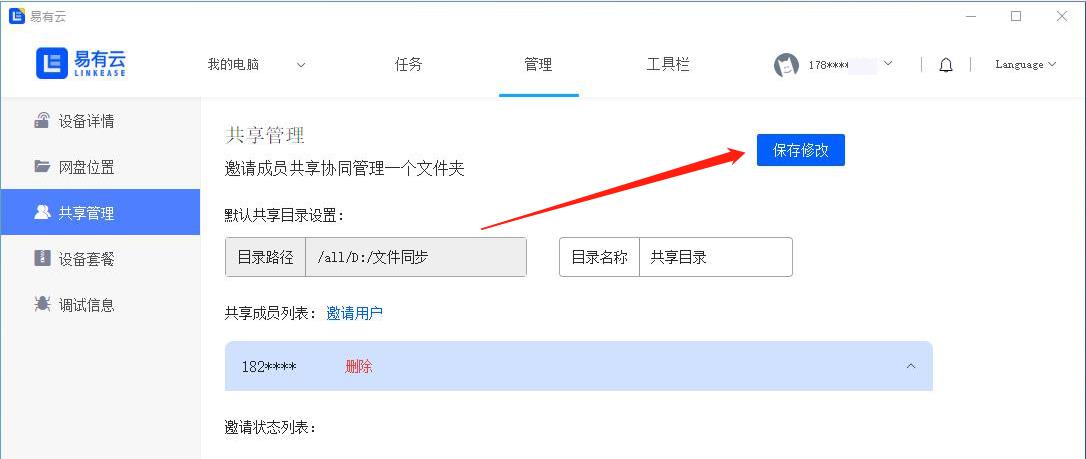 易有云
易有云
LINKEASE
我的电脑
任务
管理
工具栏
178****
Language
设备详情
网盘位置
共享管理
设备套餐
调试信息
共享管理
保存修改
邀请成员共享协同管理一个文件夹
默认共享目录设置：
目录路径 /all/D:/文件同步
目录名称 共享目录
共享成员列表： 邀请用户
182**** 删除
邀请状态列表：